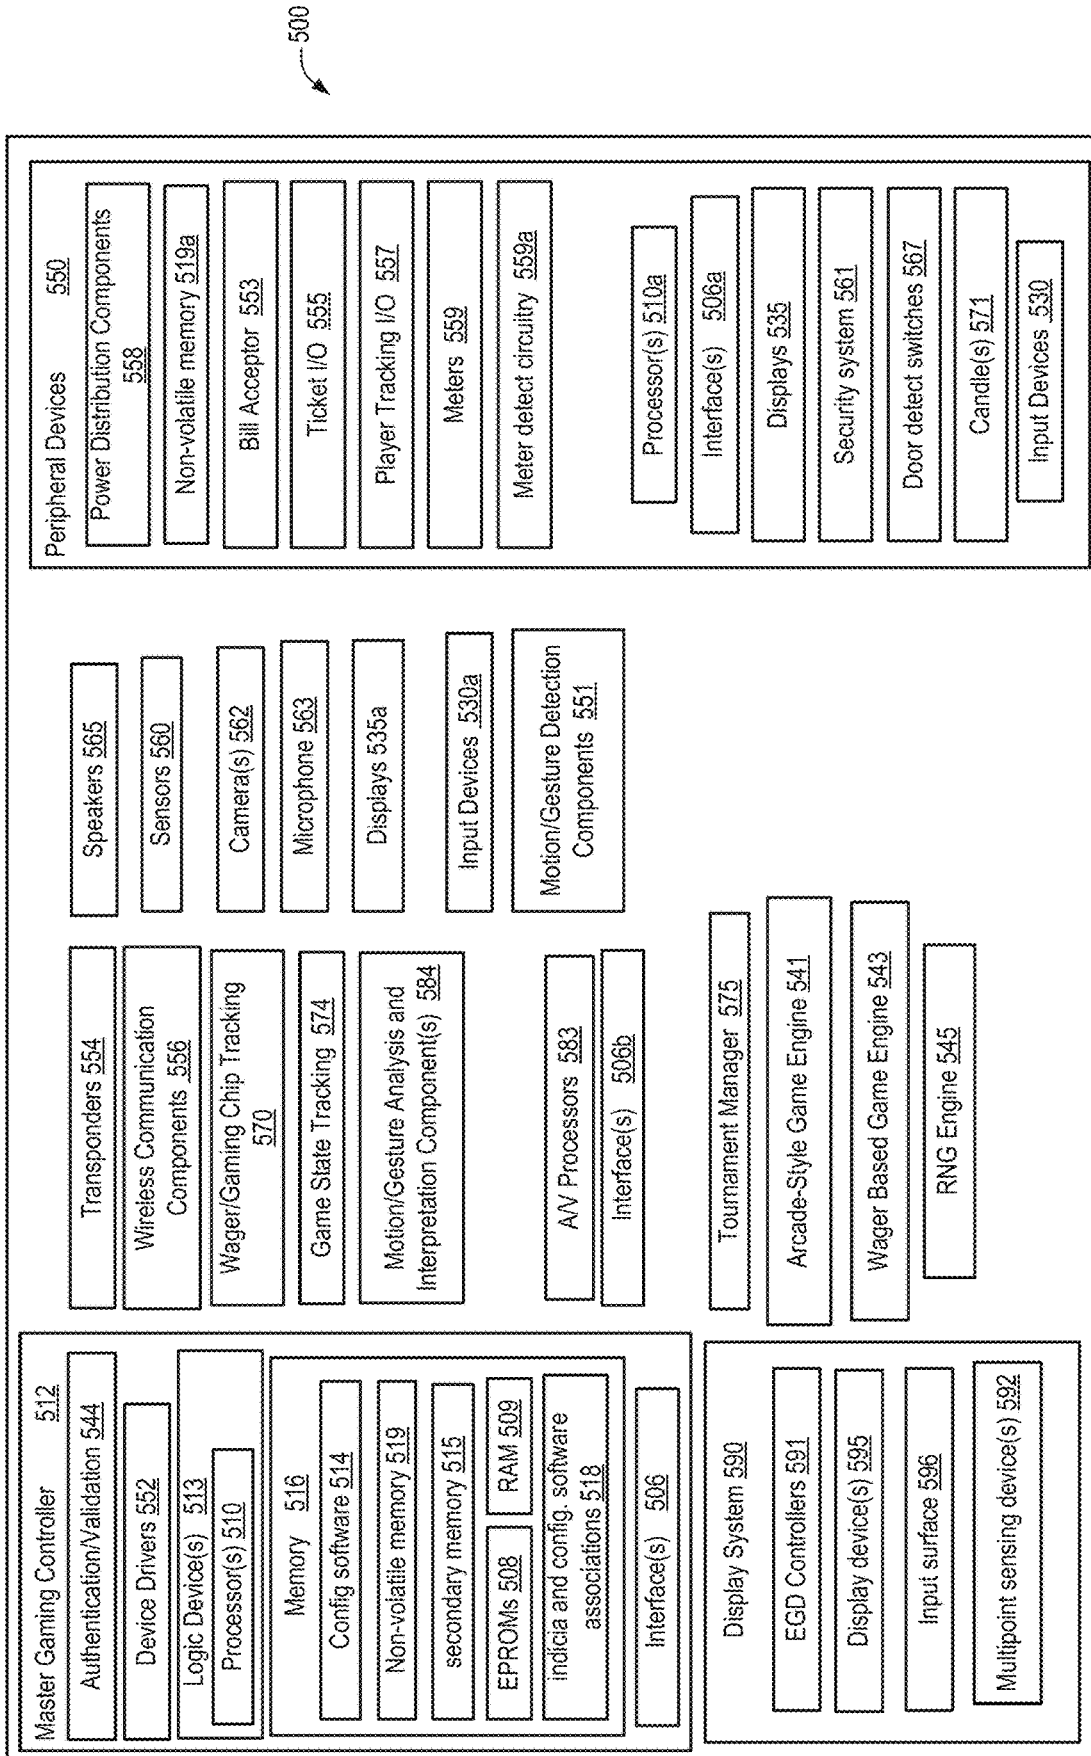 500
Master Gaming Controller 512
Authentication/Validation 544
Device Drivers 552
Logic Device(s) 513
Processor(s) 510
Memory 516
Config software 514
Non-volatile memory 519
secondary memory 515
EPROMs 508
RAM 509
indicia and config. software
associations 518
Interface(s) 506
Display System 590
EGD Controllers 591
Display device(s) 595
Input surface 596
Multipoint sensing device(s) 592
Transponders 554
Wireless Communication
Components 556
Wager/Gaming Chip Tracking
570
Game State Tracking 574
Motion/Gesture Analysis and
Interpretation Component(s) 584
A/V Processors 583
Interface(s) 506b
Tournament Manager 575
Arcade-Style Game Engine 541
Wager Based Game Engine 543
RNG Engine 545
Speakers 565
Sensors 560
Camera(s) 562
Microphone 563
Displays 535a
Input Devices 530a
Motion/Gesture Detection
Components 551
Peripheral Devices 550
Power Distribution Components
558
Non-volatile memory 519a
Bill Acceptor 553
Ticket I/O 555
Player Tracking I/O 557
Meters 559
Meter detect circuitry 559a
Processor(s) 510a
Interface(s) 506a
Displays 535
Security system 561
Door detect switches 567
Candle(s) 571
Input Devices 530